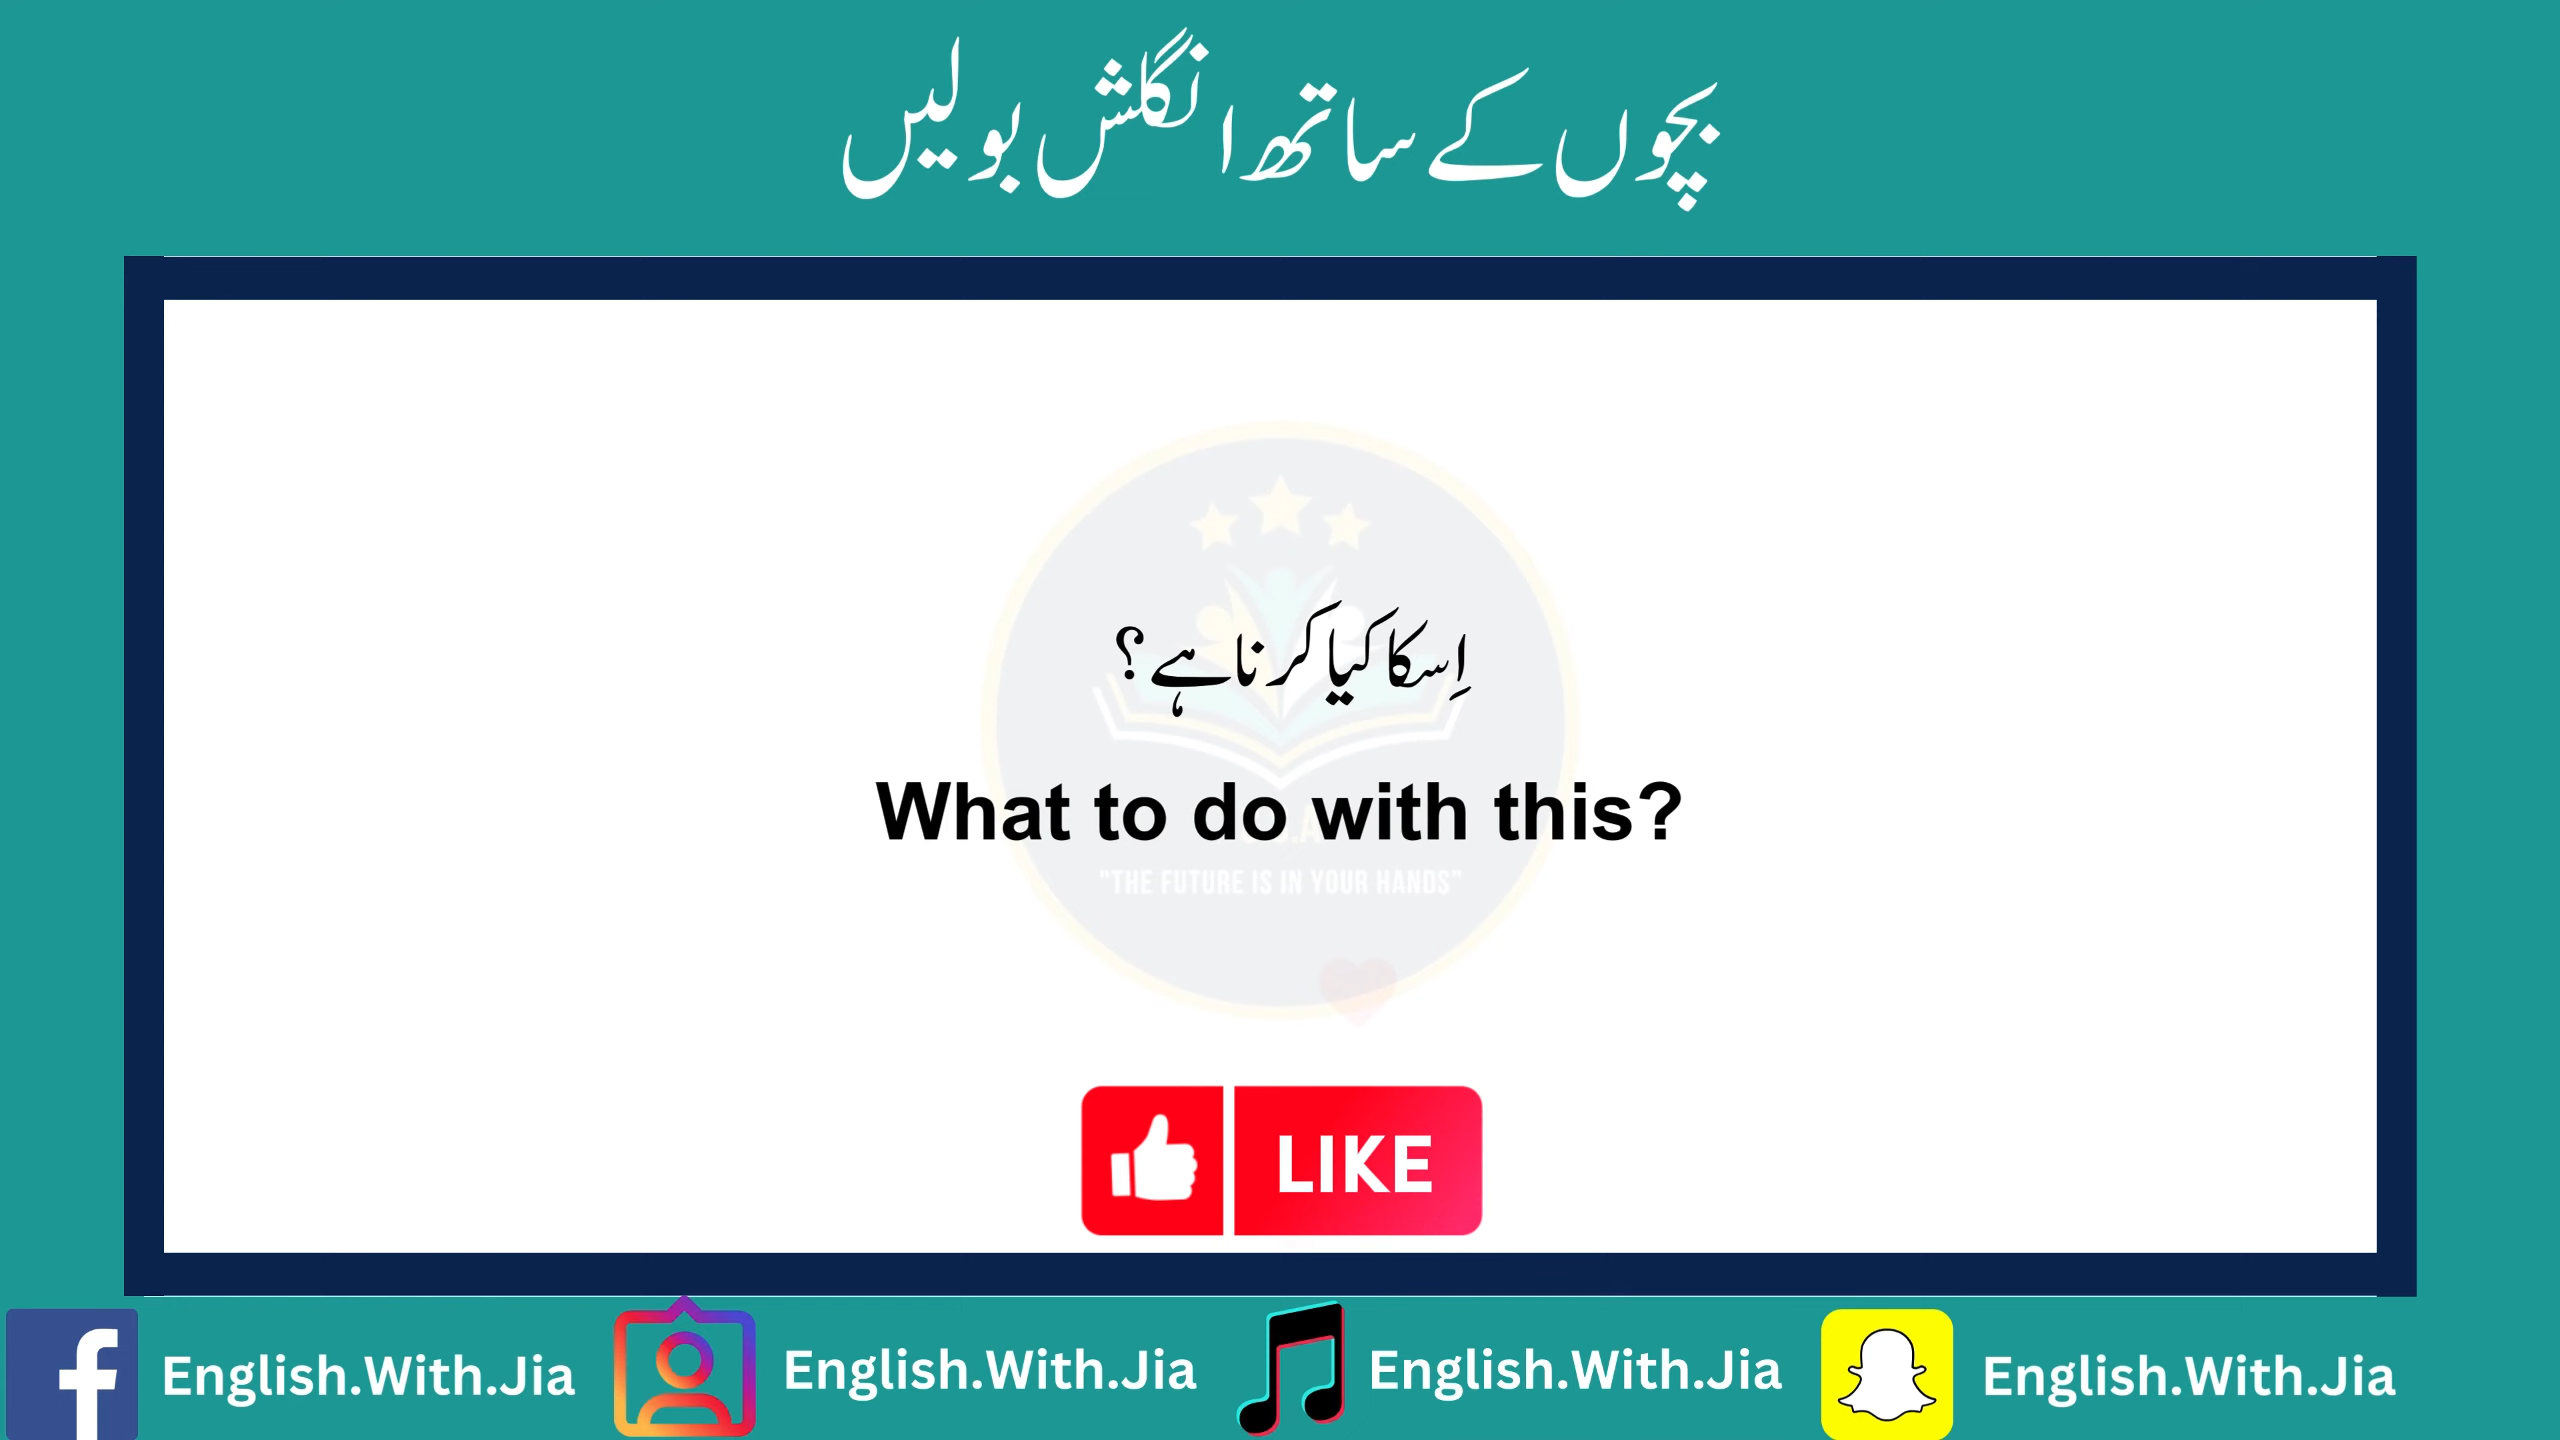 بچوں کے ساتھ انگلش بولیں
اِسکا کیا کرنا ہے؟
What to do with this?
"THE FUTURE IS IN YOUR HANDS"
LIKE
English.With.Jia English.With.Jia English.With.Jia English.With.Jia